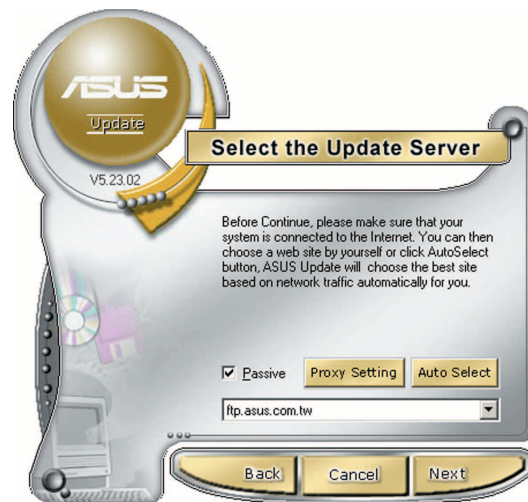 ASUS
Update
V5.23.02
Select the Update Server
Before Continue, please make sure that your
system is connected to the Internet. You can then
choose a web site by yourself or click AutoSelect
button, ASUS Update will choose the best site
based on network traffic automatically for you.
Passive
Proxy Setting
Auto Select
ftp.asus.com.tw
Back
Cancel
Next